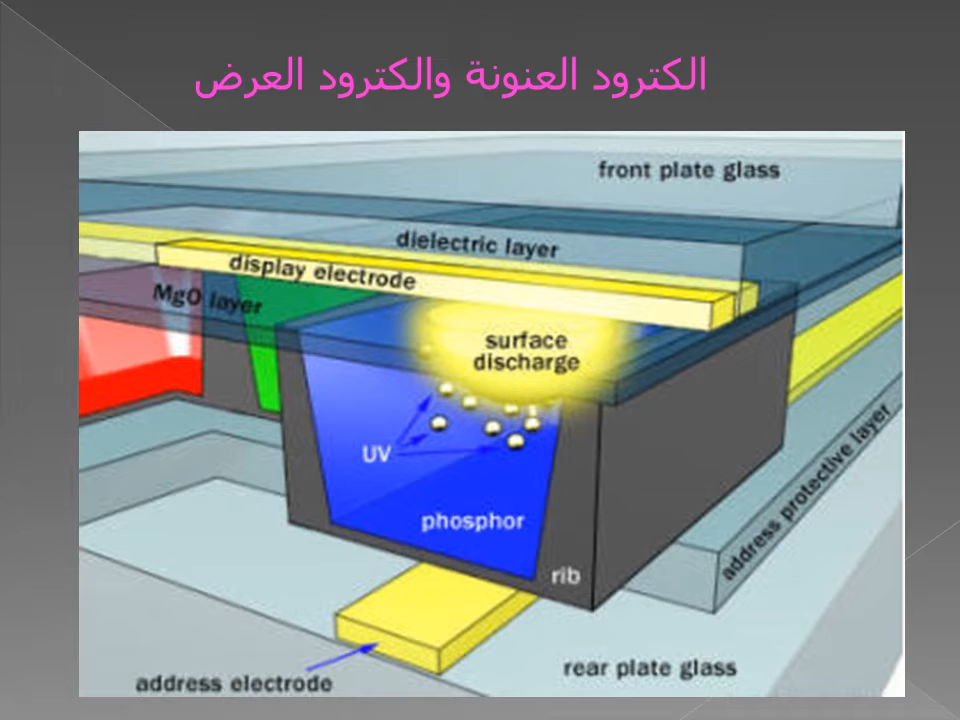 الكترود العنونة والكترود العرض
front plate glass
dielectric layer
display electrode
MgO layer
surface
discharge
UV
phosphor
rib
address protective layer
rear plate glass
address electrode